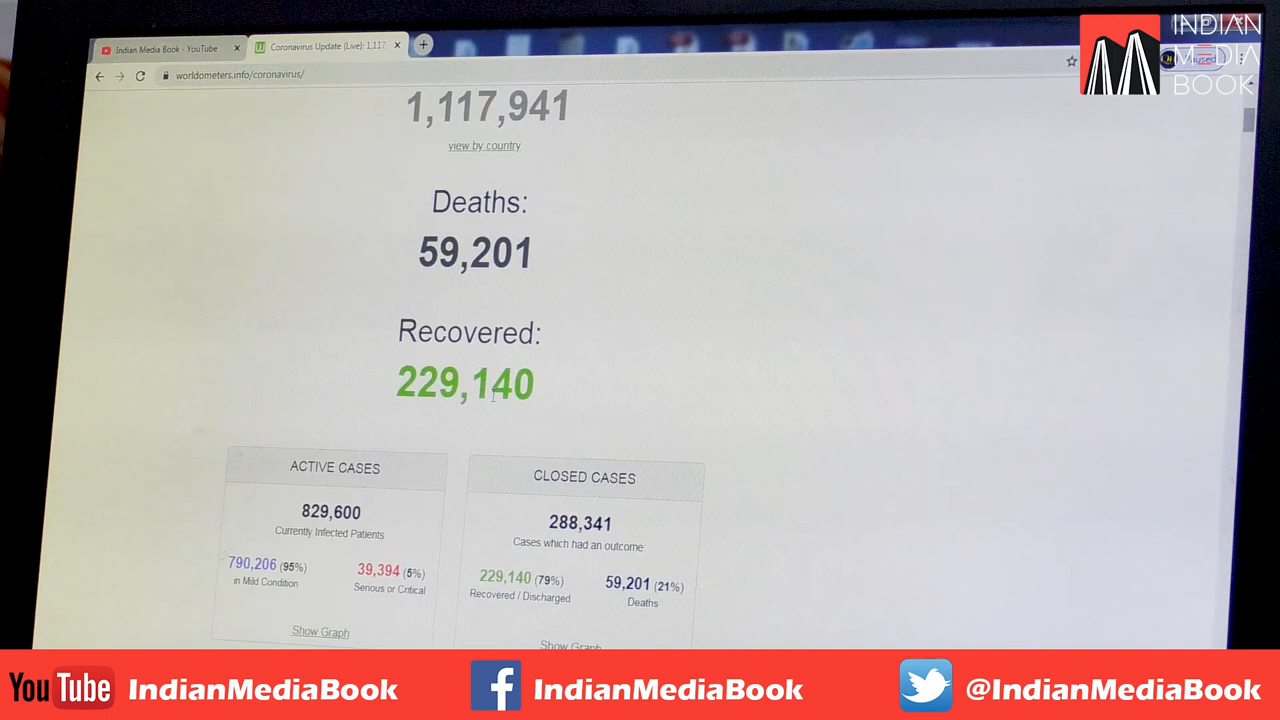 Indian Media Book - YouTube
Coronavirus Update (Live): 1,117
worldometers.info/coronavirus/
INDIAN
MEDIA
BOOK
1,117,941
view by country
Deaths:
59,201
Recovered:
229,140
ACTIVE CASES
829,600
Currently Infected Patients
790,206 (95%)
in Mild Condition
39,394 (5%)
Serious or Critical
Show Graph
CLOSED CASES
288,341
Cases which had an outcome:
229,140 (79%)
Recovered / Discharged
59,201 (21%)
Deaths
Show Graph
YouTube IndianMediaBook
f IndianMediaBook
@IndianMediaBook